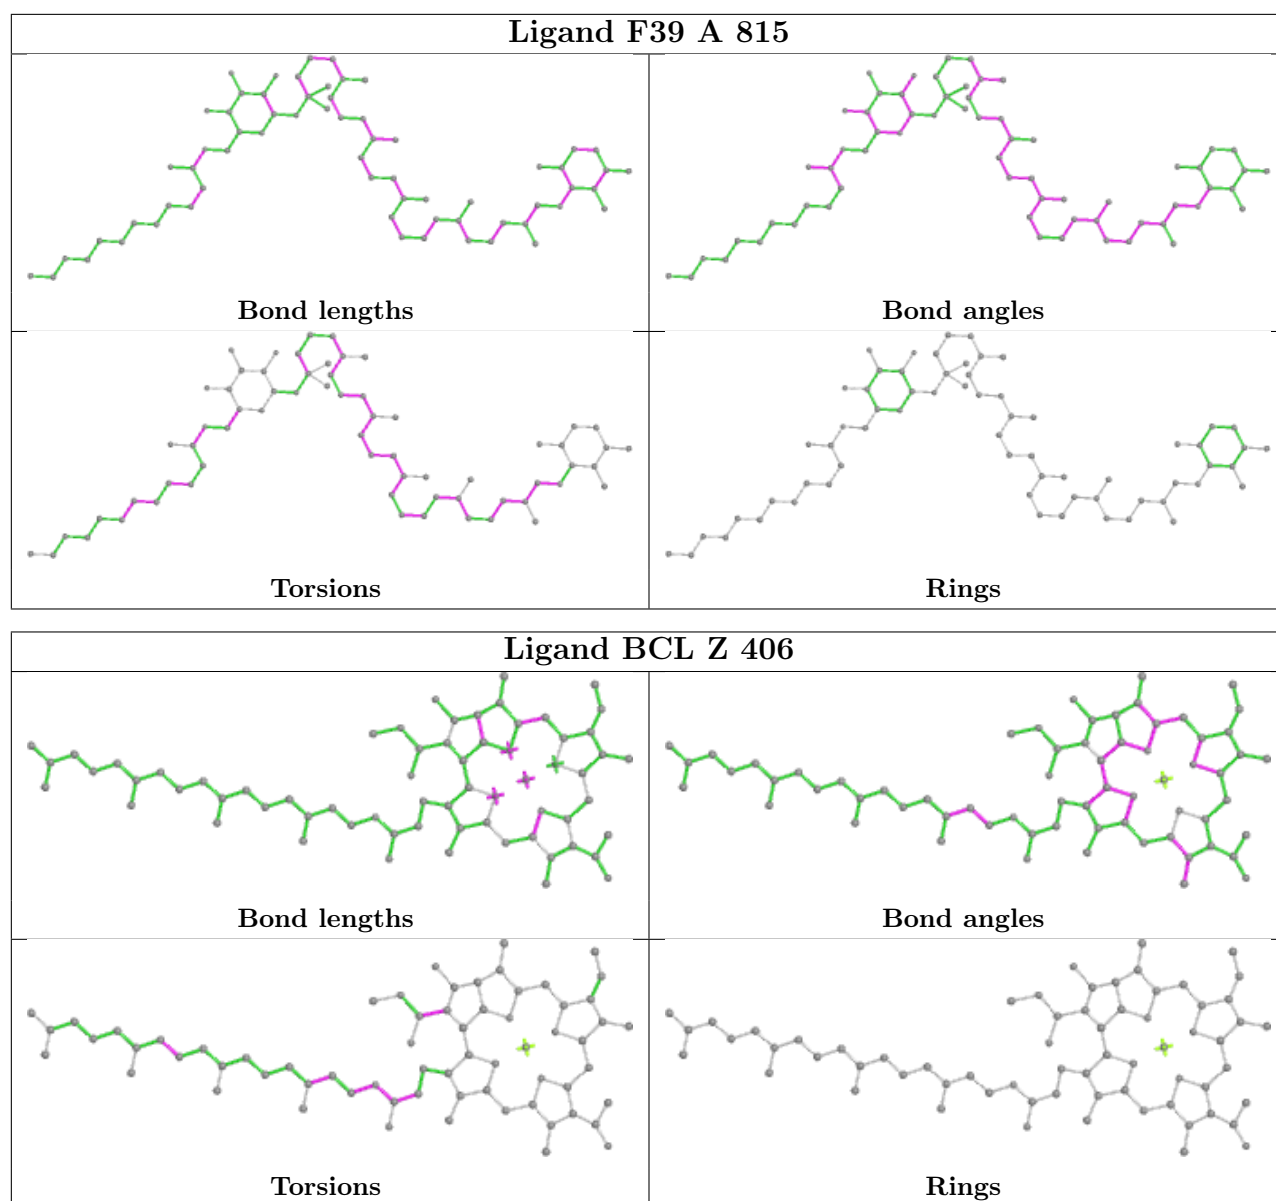 Ligand F39 A 815
Bond lengths
Bond angles
Torsions
Rings
Ligand BCL Z 406
Bond lengths
Bond angles
Torsions
Rings